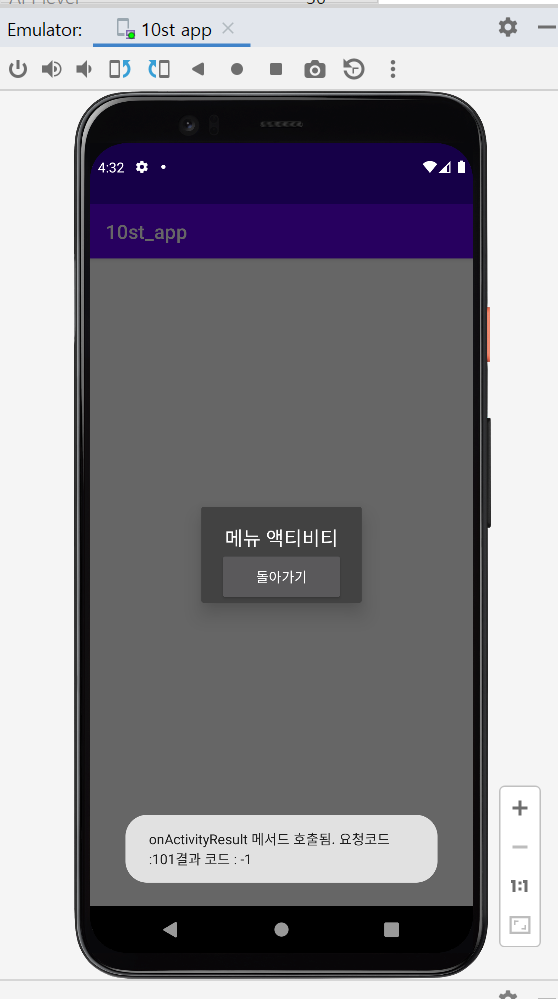 Emulator:
10st app
4:32
10st_app
메뉴 액티비티
돌아가기
onActivityResult 메서드 호출됨. 요청코드
:101결과 코드 : -1
1:1